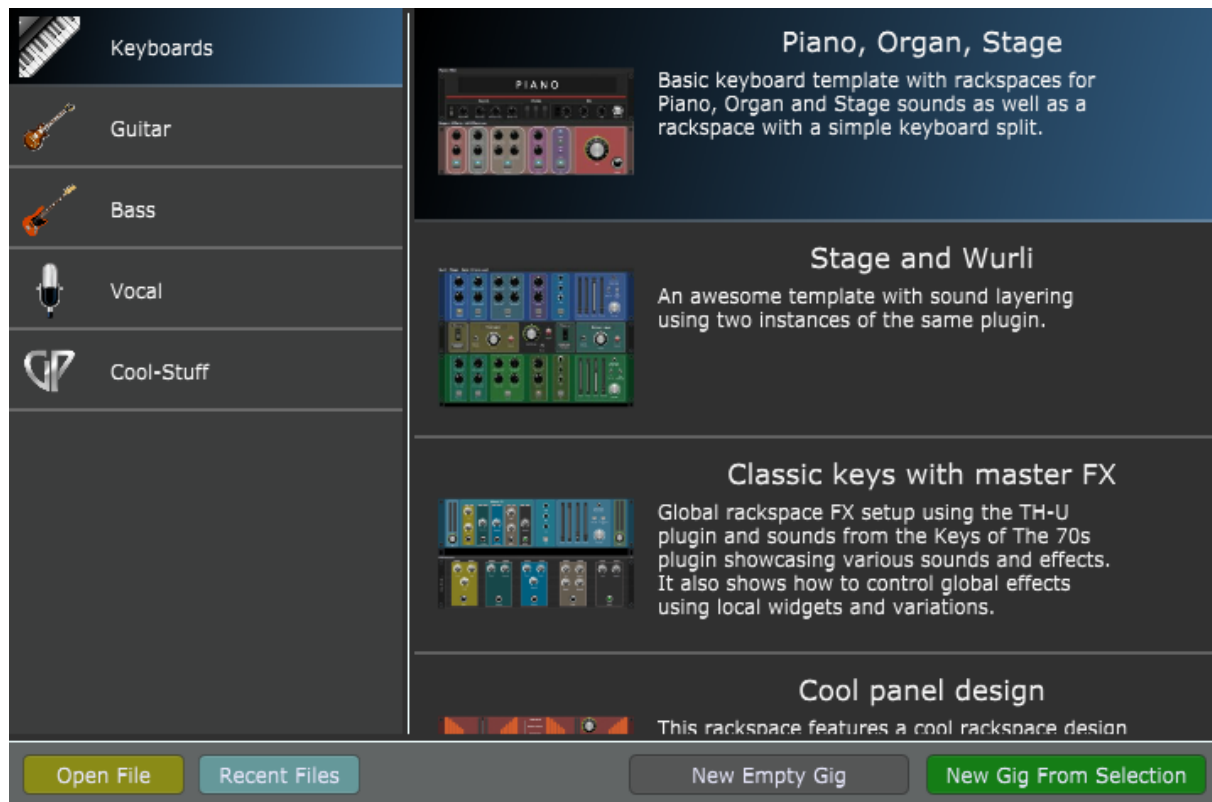 Keyboards
Guitar
Bass
Vocal
Cool-Stuff
Piano, Organ, Stage
PIANO
Basic keyboard template with rackspaces for
Piano, Organ and Stage sounds as well as a
rackspace with a simple keyboard split.
Stage and Wurli
An awesome template with sound layering
using two instances of the same plugin.
Classic keys with master FX
Global rackspace FX setup using the TH-U
plugin and sounds from the Keys of The 70s
plugin showcasing various sounds and effects.
It also shows how to control global effects
using local widgets and variations.
Cool panel design
This rackspace features a cool rackspace design
Open File
Recent Files
New Empty Gig
New Gig From Selection